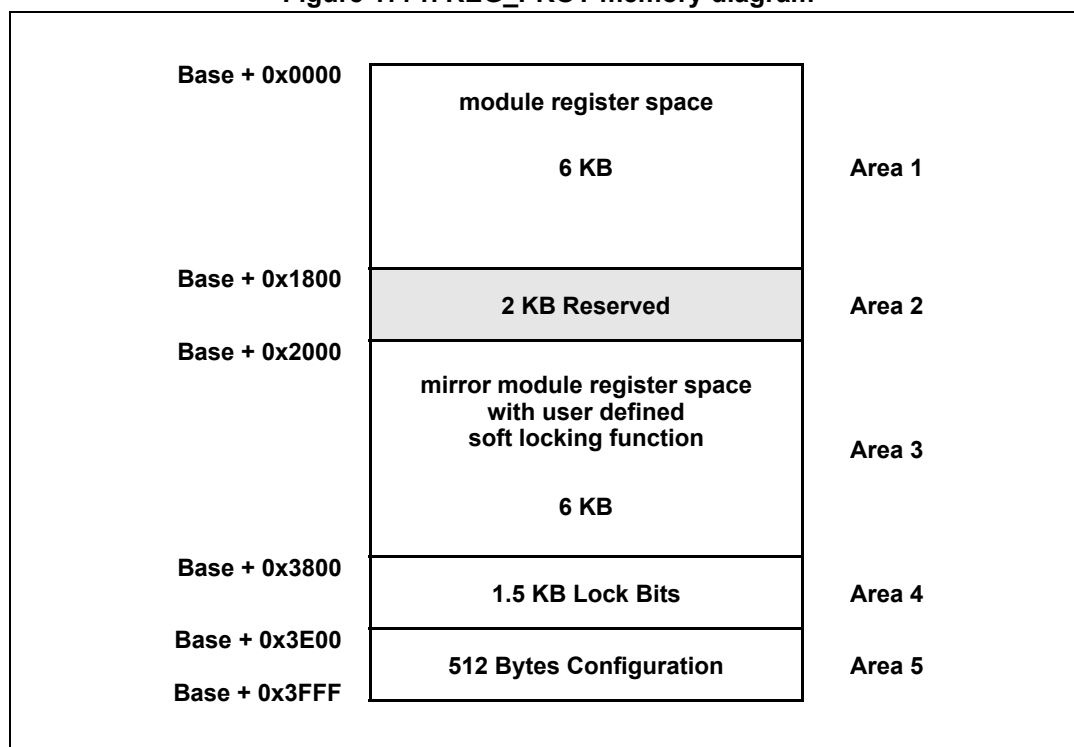 Base + 0x0000
module register space
6 KB
Area 1
Base + 0x1800
2 KB Reserved
Area 2
Base + 0x2000
mirror module register space
with user defined
soft locking function
6 KB
Area 3
Base + 0x3800
1.5 KB Lock Bits
Area 4
Base + 0x3E00
512 Bytes Configuration
Area 5
Base + 0x3FFF